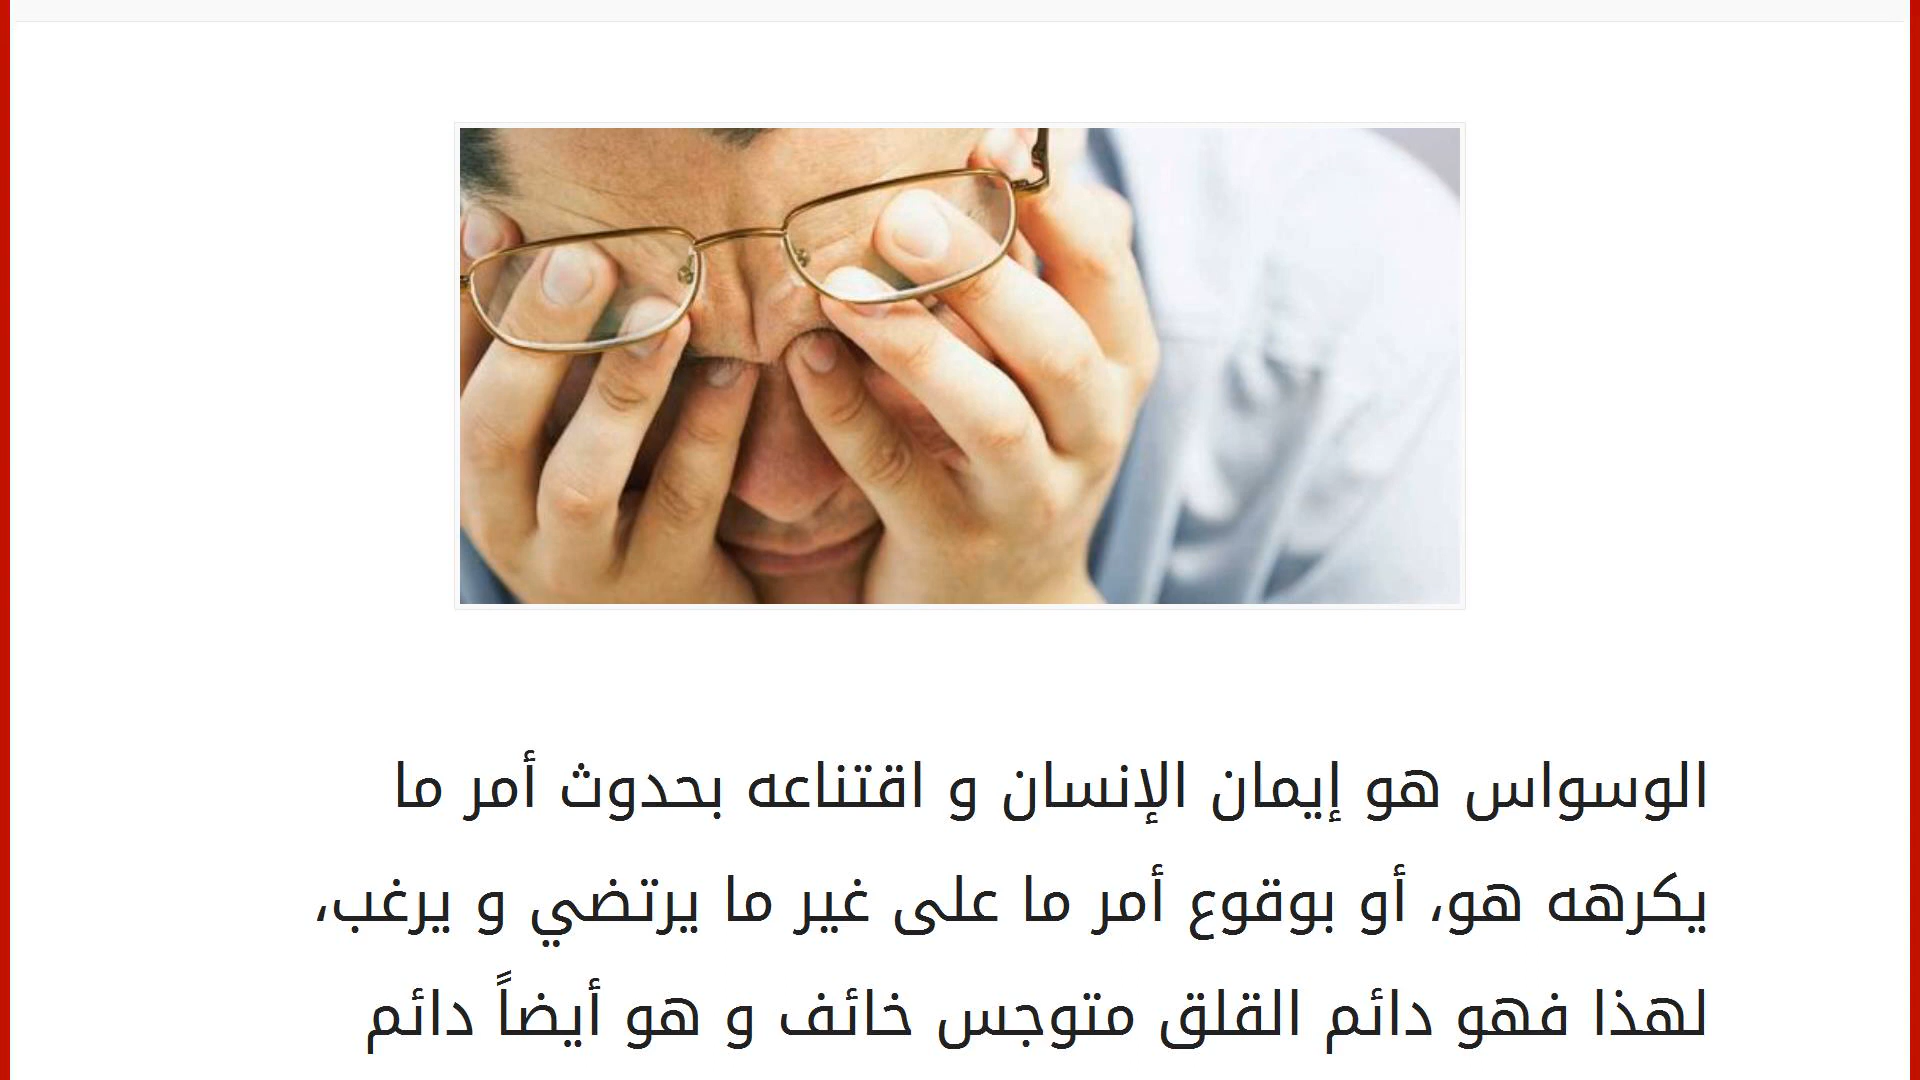 الوسواس هو إيمان الإنسان و اقتناعه بحدوث أمر ما
يكرهه هو، أو بوقوع أمر ما على غير ما يرتضي و يرغب،
لهذا فهو دائم القلق متوجس خائف و هو أيضاً دائم